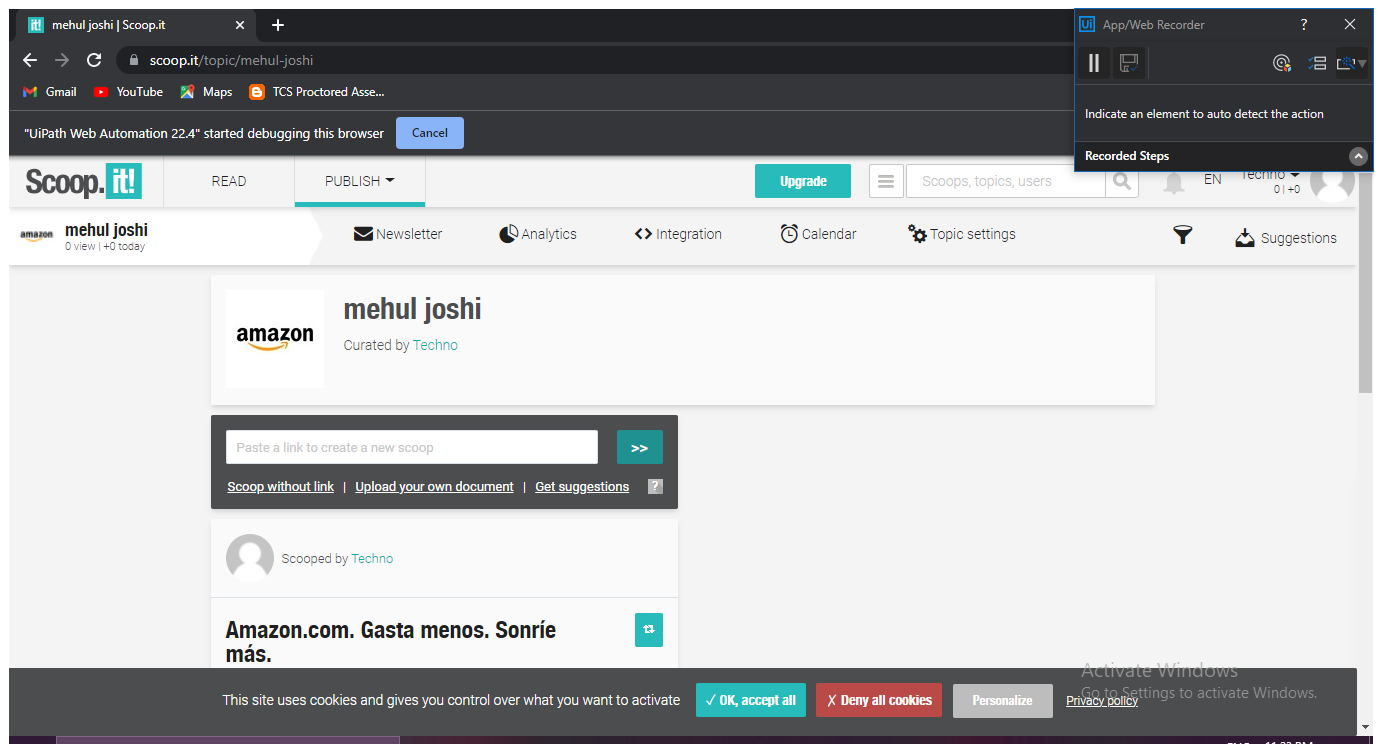 it! mehul joshi | Scoop.it
App/Web Recorder ?
scoop.it/topic/mehul-joshi
Gmail YouTube Maps TCS Proctored Asse...
Indicate an element to auto detect the action
"UiPath Web Automation 22.4" started debugging this browser Cancel
Recorded Steps
Scoop.it! READ PUBLISH Upgrade Scoops, topics, users EN Techno
0 | +0
amazon mehul joshi
0 view | +0 today
Newsletter Analytics Integration Calendar Topic settings Suggestions
amazon
mehul joshi
Curated by Techno
Paste a link to create a new scoop >>
Scoop without link | Upload your own document | Get suggestions ?
Scooped by Techno
Amazon.com. Gasta menos. Sonríe
más.
Activate Windows
Go to Settings to activate Windows.
This site uses cookies and gives you control over what you want to activate ✓ OK, accept all ✗ Deny all cookies Personalize Privacy policy